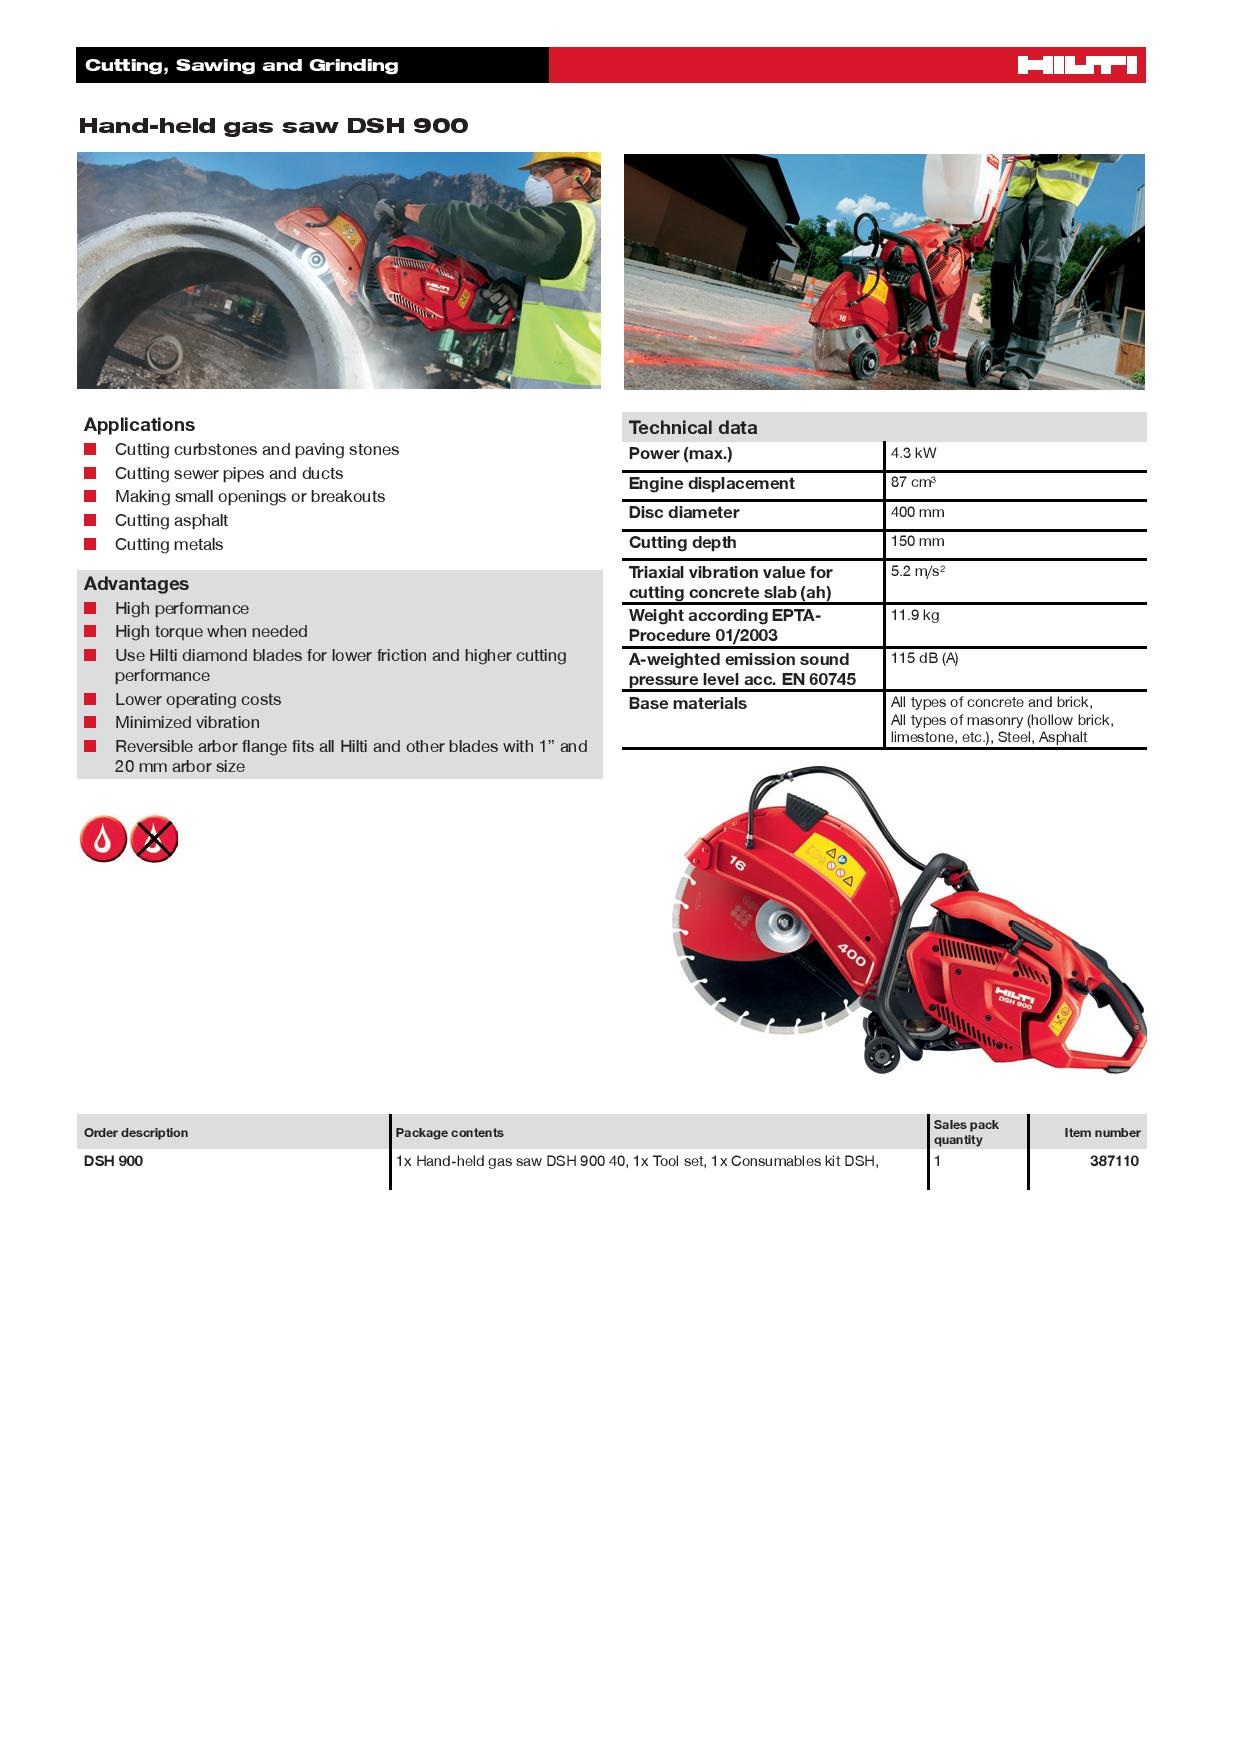 Cutting, Sawing and Grinding
HILTI
Hand-held gas saw DSH 900
Applications
Cutting curbstones and paving stones
Cutting sewer pipes and ducts
Making small openings or breakouts
Cutting asphalt
Cutting metals
Advantages
High performance
High torque when needed
Use Hilti diamond blades for lower friction and higher cutting
performance
Lower operating costs
Minimized vibration
Reversible arbor flange fits all Hilti and other blades with 1” and
20 mm arbor size
Technical data
Power (max.) 4.3 kW
Engine displacement 87 cm³
Disc diameter 400 mm
Cutting depth 150 mm
Triaxial vibration value for 5.2 m/s²
cutting concrete slab (ah)
Weight according EPTA- 11.9 kg
Procedure 01/2003
A-weighted emission sound 115 dB (A)
pressure level acc. EN 60745
Base materials All types of concrete and brick,
All types of masonry (hollow brick,
limestone, etc.), Steel, Asphalt
16
400
HILTI
DSH 900
Order description Package contents Sales pack quantity Item number
DSH 900 1x Hand-held gas saw DSH 900 40, 1x Tool set, 1x Consumables kit DSH, 1 387110